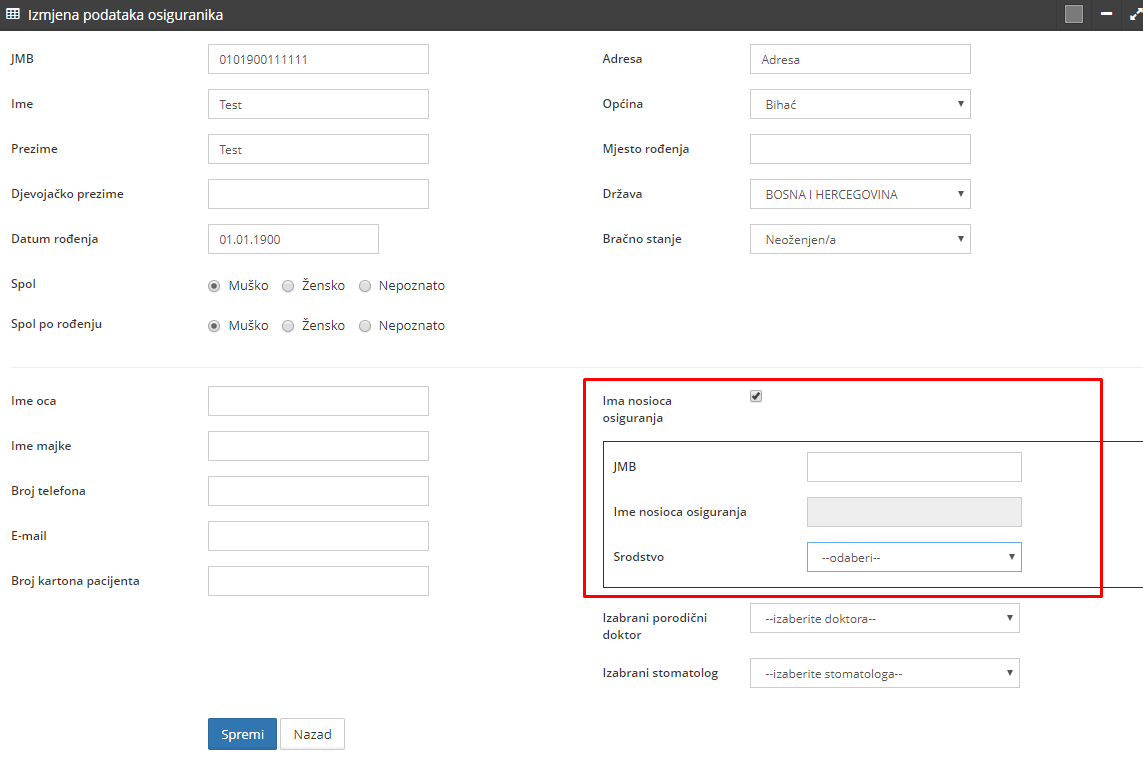 Izmjena podataka osiguranika
JMB
0101900111111
Ime
Test
Prezime
Test
Djevojačko prezime
Datum rođenja
01.01.1900
Spol
Muško Žensko Nepoznato
Spol po rođenju
Muško Žensko Nepoznato
Adresa
Adresa
Općina
Bihać
Mjesto rođenja
Država
BOSNA I HERCEGOVINA
Bračno stanje
Neoženjen/a
Ime oca
Ime majke
Broj telefona
E-mail
Broj kartona pacijenta
Ima nosioca
osiguranja
JMB
Ime nosioca osiguranja
Srodstvo
--odaberi--
Izabrani porodični
doktor
--izaberite doktora--
Izabrani stomatolog
--izaberite stomatologa--
Spremi
Nazad